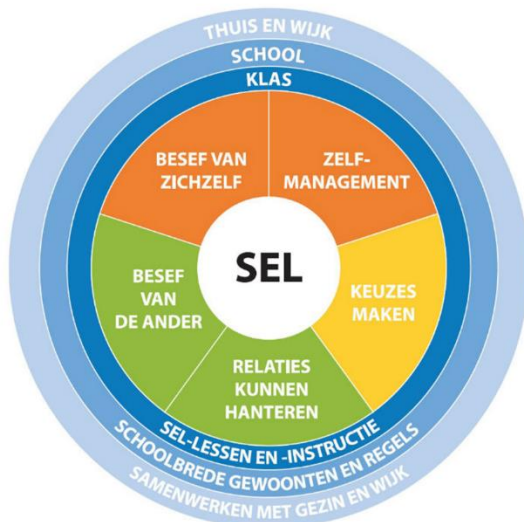 THUIS EN WIJK
SCHOOL
KLAS
BESEF VAN
ZICHZELF
ZELF-
MANAGEMENT
SEL
BESEF
VAN
DE ANDER
KEUZES
MAKEN
RELATIES
KUNNEN
HANTEREN
SEL-LESSEN EN -INSTRUCTIE
SCHOOLBREDE GEWOONTEN EN REGELS
SAMENWERKEN MET GEZIN EN WIJK